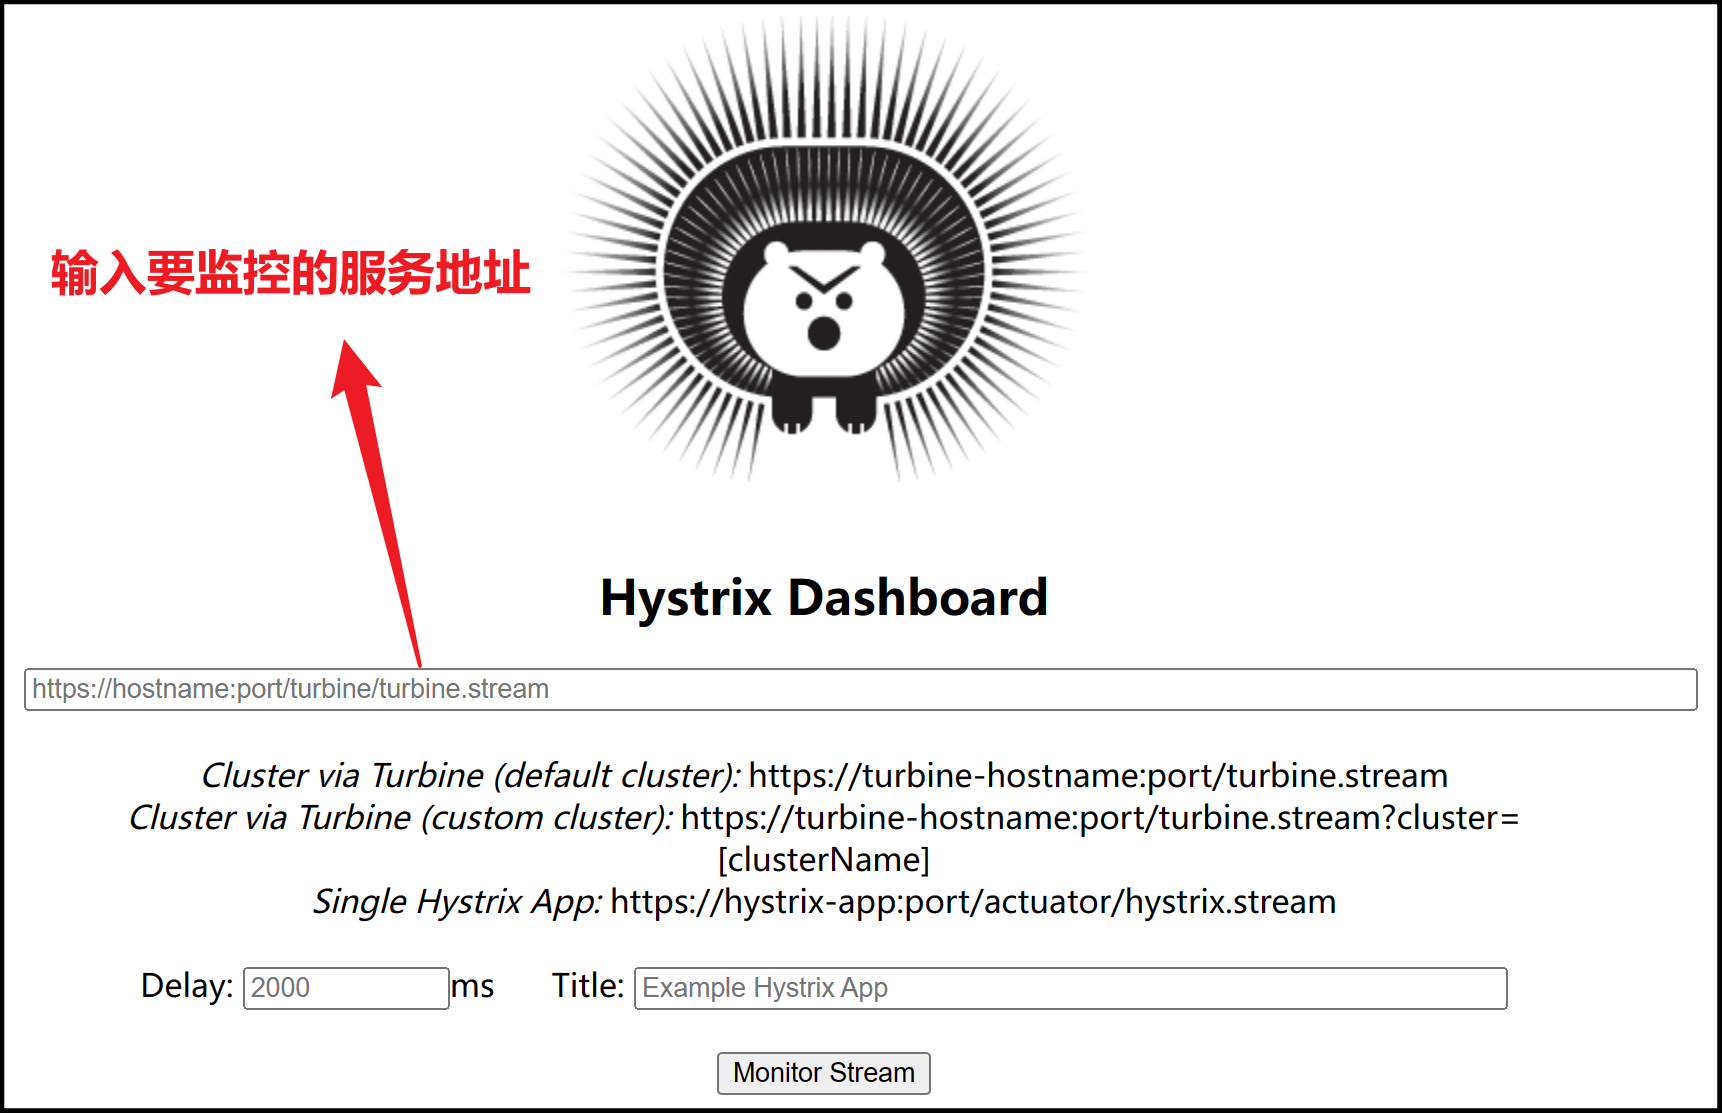 输入要监控的服务地址
Hystrix Dashboard
https://hostname:port/turbine/turbine.stream
Cluster via Turbine (default cluster): https://turbine-hostname:port/turbine.stream
Cluster via Turbine (custom cluster): https://turbine-hostname:port/turbine.stream?cluster=
[clusterName]
Single Hystrix App: https://hystrix-app:port/actuator/hystrix.stream
Delay: 2000 ms Title: Example Hystrix App
Monitor Stream